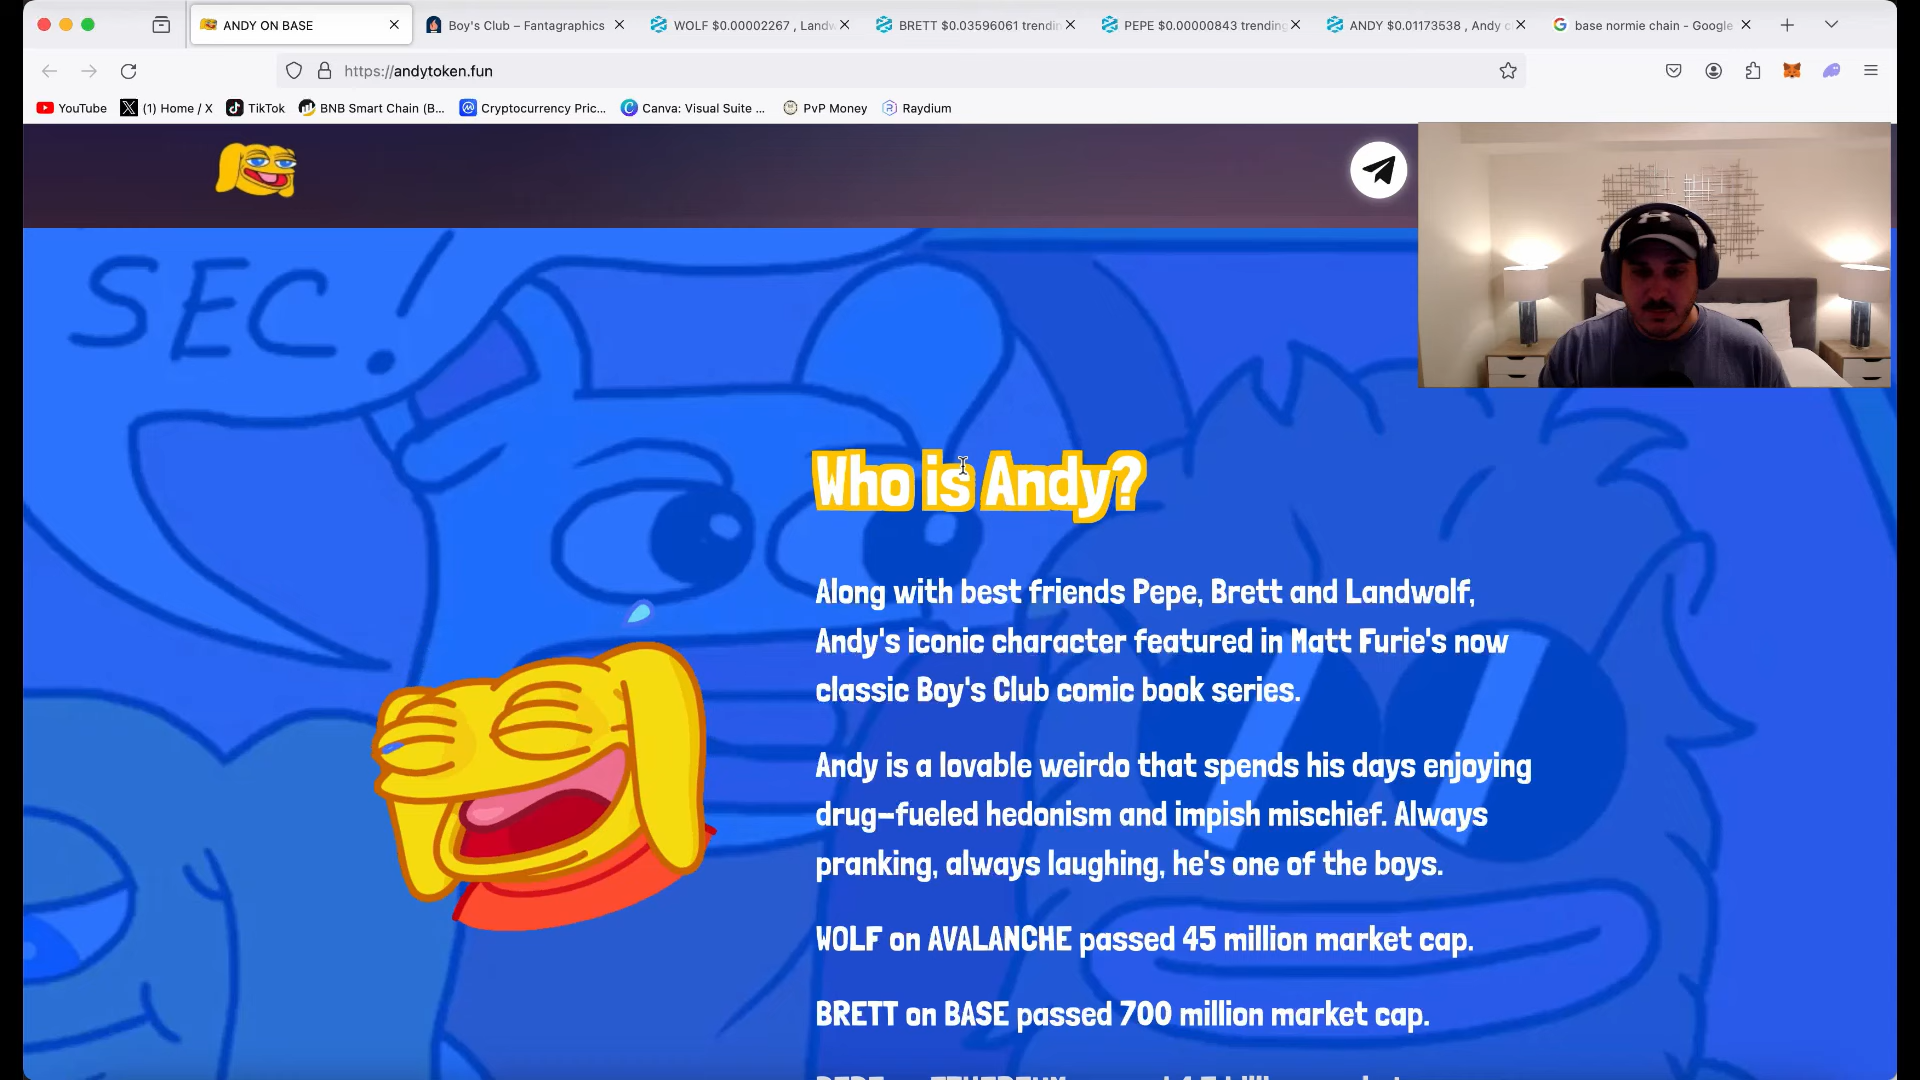 ANDY ON BASE
Boy's Club – Fantagraphics
WOLF $0.00002267 , Landw
BRETT $0.03596061 trendin
PEPE $0.00000843 trending
ANDY $0.01173538 , Andy c
base normie chain - Google
https://andytoken.fun
YouTube
(1) Home / X
TikTok
BNB Smart Chain (B...
Cryptocurrency Pric...
Canva: Visual Suite ...
PvP Money
Raydium
SEC!
Who is Andy?
Along with best friends Pepe, Brett and Landwolf,
Andy's iconic character featured in Matt Furie's now
classic Boy's Club comic book series.
Andy is a lovable weirdo that spends his days enjoying
drug-fueled hedonism and impish mischief. Always
pranking, always laughing, he's one of the boys.
WOLF on AVALANCHE passed 45 million market cap.
BRETT on BASE passed 700 million market cap.